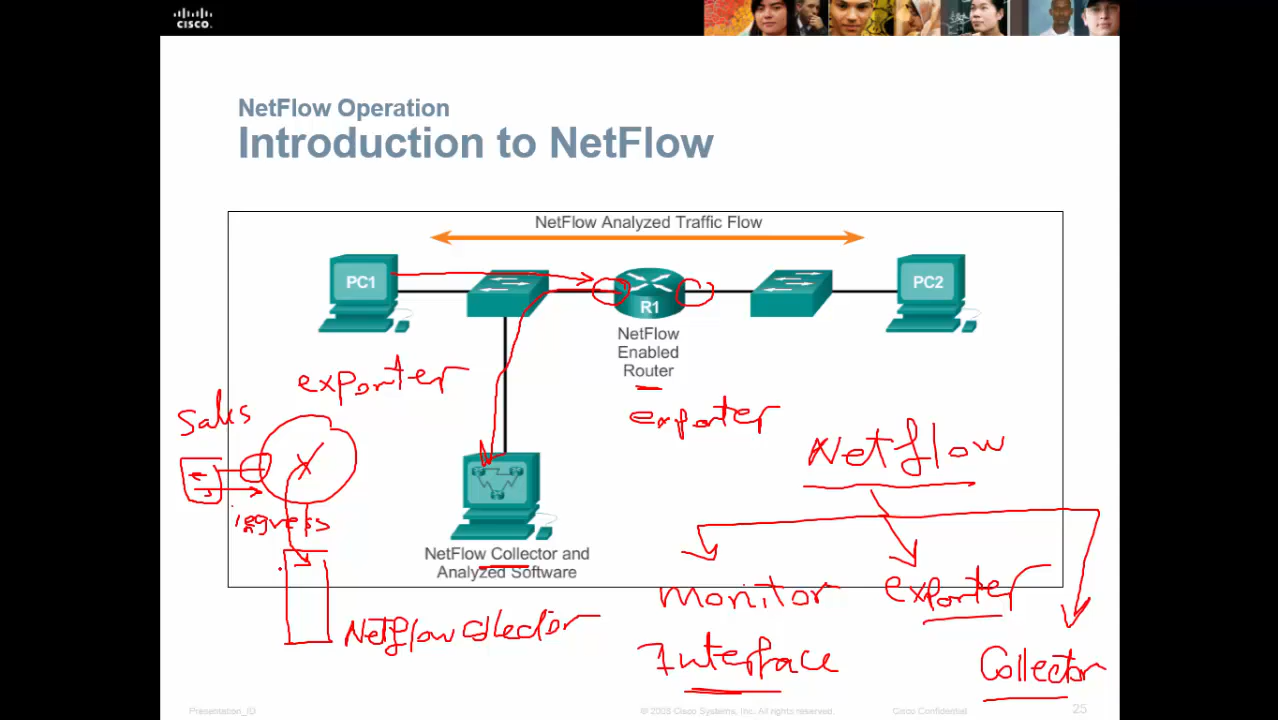 CISCO.
NetFlow Operation
Introduction to NetFlow
NetFlow Analyzed Traffic Flow
PC1
R1
PC2
NetFlow
Enabled
Router
exporter
exporter
Sales
Netflow
X
ingress
NetFlow Collector and
Analyzed Software
monitor
exporter
Netflow collector
Interface
Collector
Presentation_ID
© 2008 Cisco Systems, Inc. All rights reserved.
Cisco Confidential
25